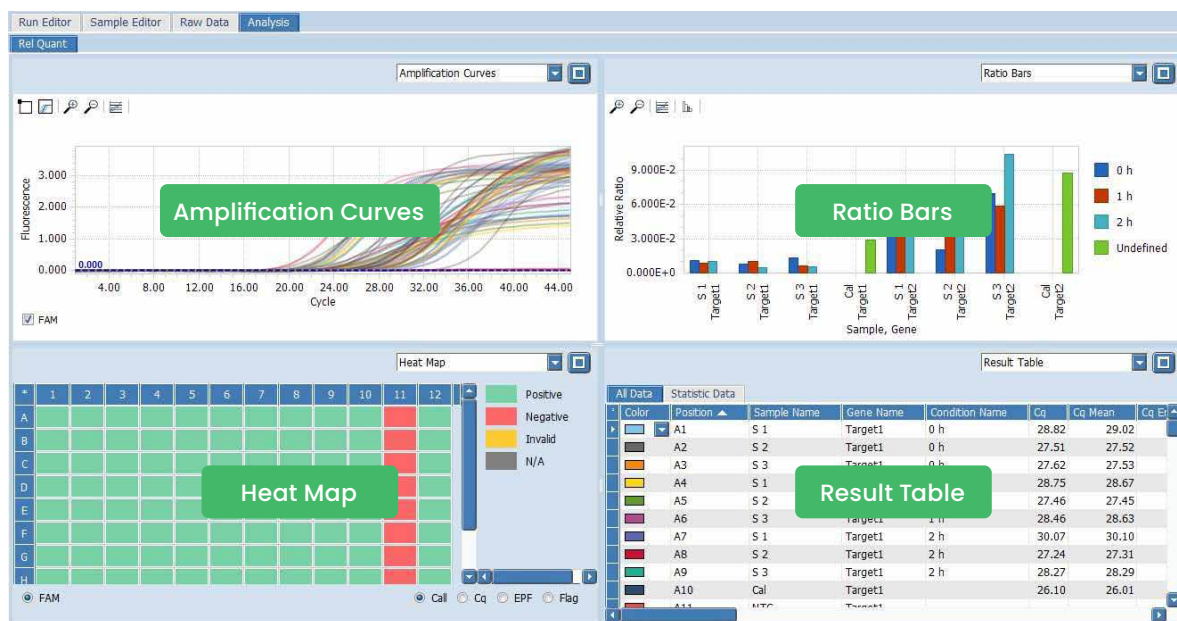 Run Editor Sample Editor Raw Data Analysis
Rel Quant
Amplification Curves
3.000
2.000
1.000
0.000
0.000
Fluorescence
Amplification Curves
4.00 8.00 12.00 16.00 20.00 24.00 28.00 32.00 36.00 40.00 44.00
Cycle
FAM
Ratio Bars
9.000E-2
6.000E-2
3.000E-2
0.000E+0
Relative Ratio
Ratio Bars
0 h
1 h
2 h
Undefined
S 1 Target1
S 2 Target1
S 3 Target1
Cal Target1
S 1 Target2
S 2 Target2
S 3 Target2
Cal Target2
Sample, Gene
Heat Map
* 1 2 3 4 5 6 7 8 9 10 11 12
A
B
C
D
E
F
G
H
Heat Map
Positive
Negative
Invalid
N/A
FAM Call Cq EPF Flag
Result Table
All Data Statistic Data
Color Position Sample Name Gene Name Condition Name Cq Cq Mean Cq Er
A1 S 1 Target1 0 h 28.82 29.02
A2 S 2 Target1 0 h 27.51 27.52
A3 S 3 Target1 0 h 27.62 27.53
A4 S 1 28.75 28.67
A5 S 2 27.46 27.45
A6 S 3 Target1 1 h 28.46 28.63
A7 S 1 Target1 2 h 30.07 30.10
A8 S 2 Target1 2 h 27.24 27.31
A9 S 3 Target1 2 h 28.27 28.29
A10 Cal Target1 26.10 26.01
A11 NTC Target1
Result Table